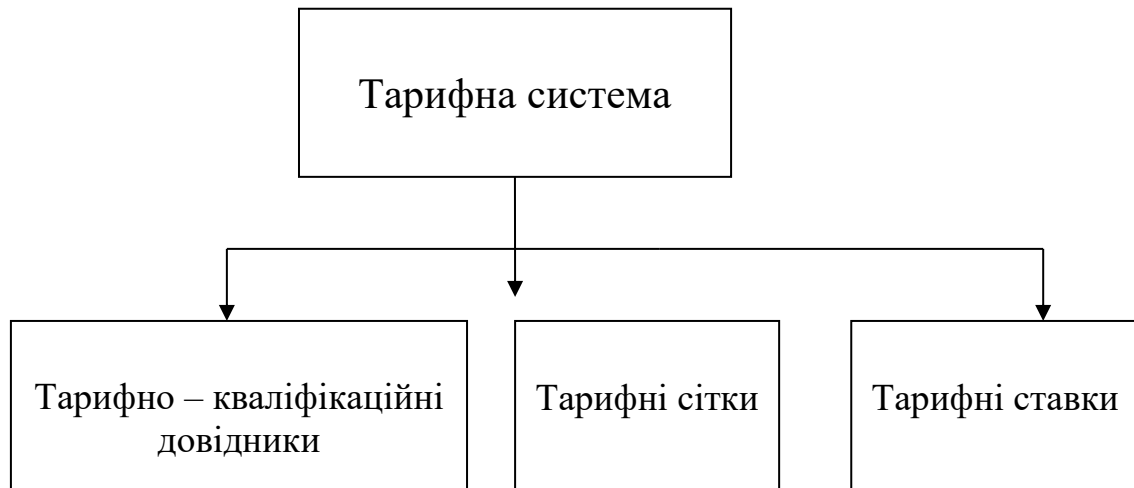 Тарифна система
Тарифно – кваліфікаційні
довідники
Тарифні сітки
Тарифні ставки